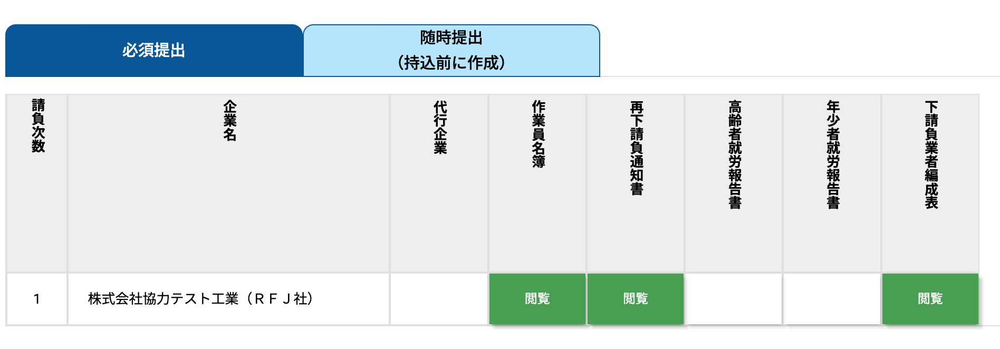 必須提出
随時提出
（持込前に作成）
請負次数
企業名
代行企業
作業員名簿
再下請負通知書
高齢者就労報告書
年少者就労報告書
下請負業者編成表
1
株式会社協力テスト工業（ＲＦＪ社）
閲覧
閲覧
閲覧